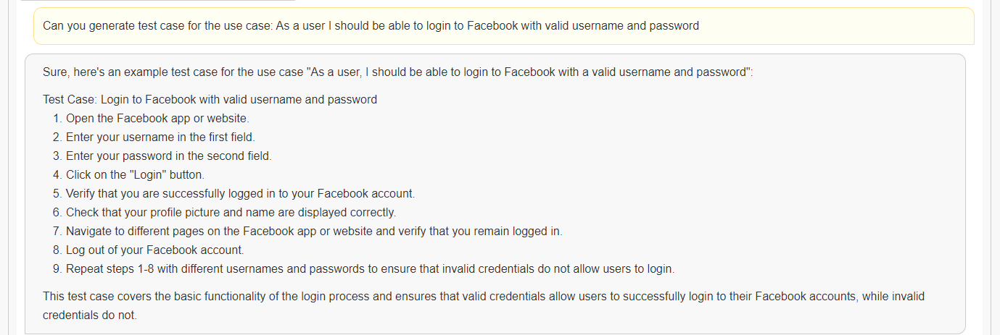 Can you generate test case for the use case: As a user I should be able to login to Facebook with valid username and password
Sure, here's an example test case for the use case "As a user, I should be able to login to Facebook with a valid username and password":
Test Case: Login to Facebook with valid username and password
1. Open the Facebook app or website.
2. Enter your username in the first field.
3. Enter your password in the second field.
4. Click on the "Login" button.
5. Verify that you are successfully logged in to your Facebook account.
6. Check that your profile picture and name are displayed correctly.
7. Navigate to different pages on the Facebook app or website and verify that you remain logged in.
8. Log out of your Facebook account.
9. Repeat steps 1-8 with different usernames and passwords to ensure that invalid credentials do not allow users to login.
This test case covers the basic functionality of the login process and ensures that valid credentials allow users to successfully login to their Facebook accounts, while invalid
credentials do not.